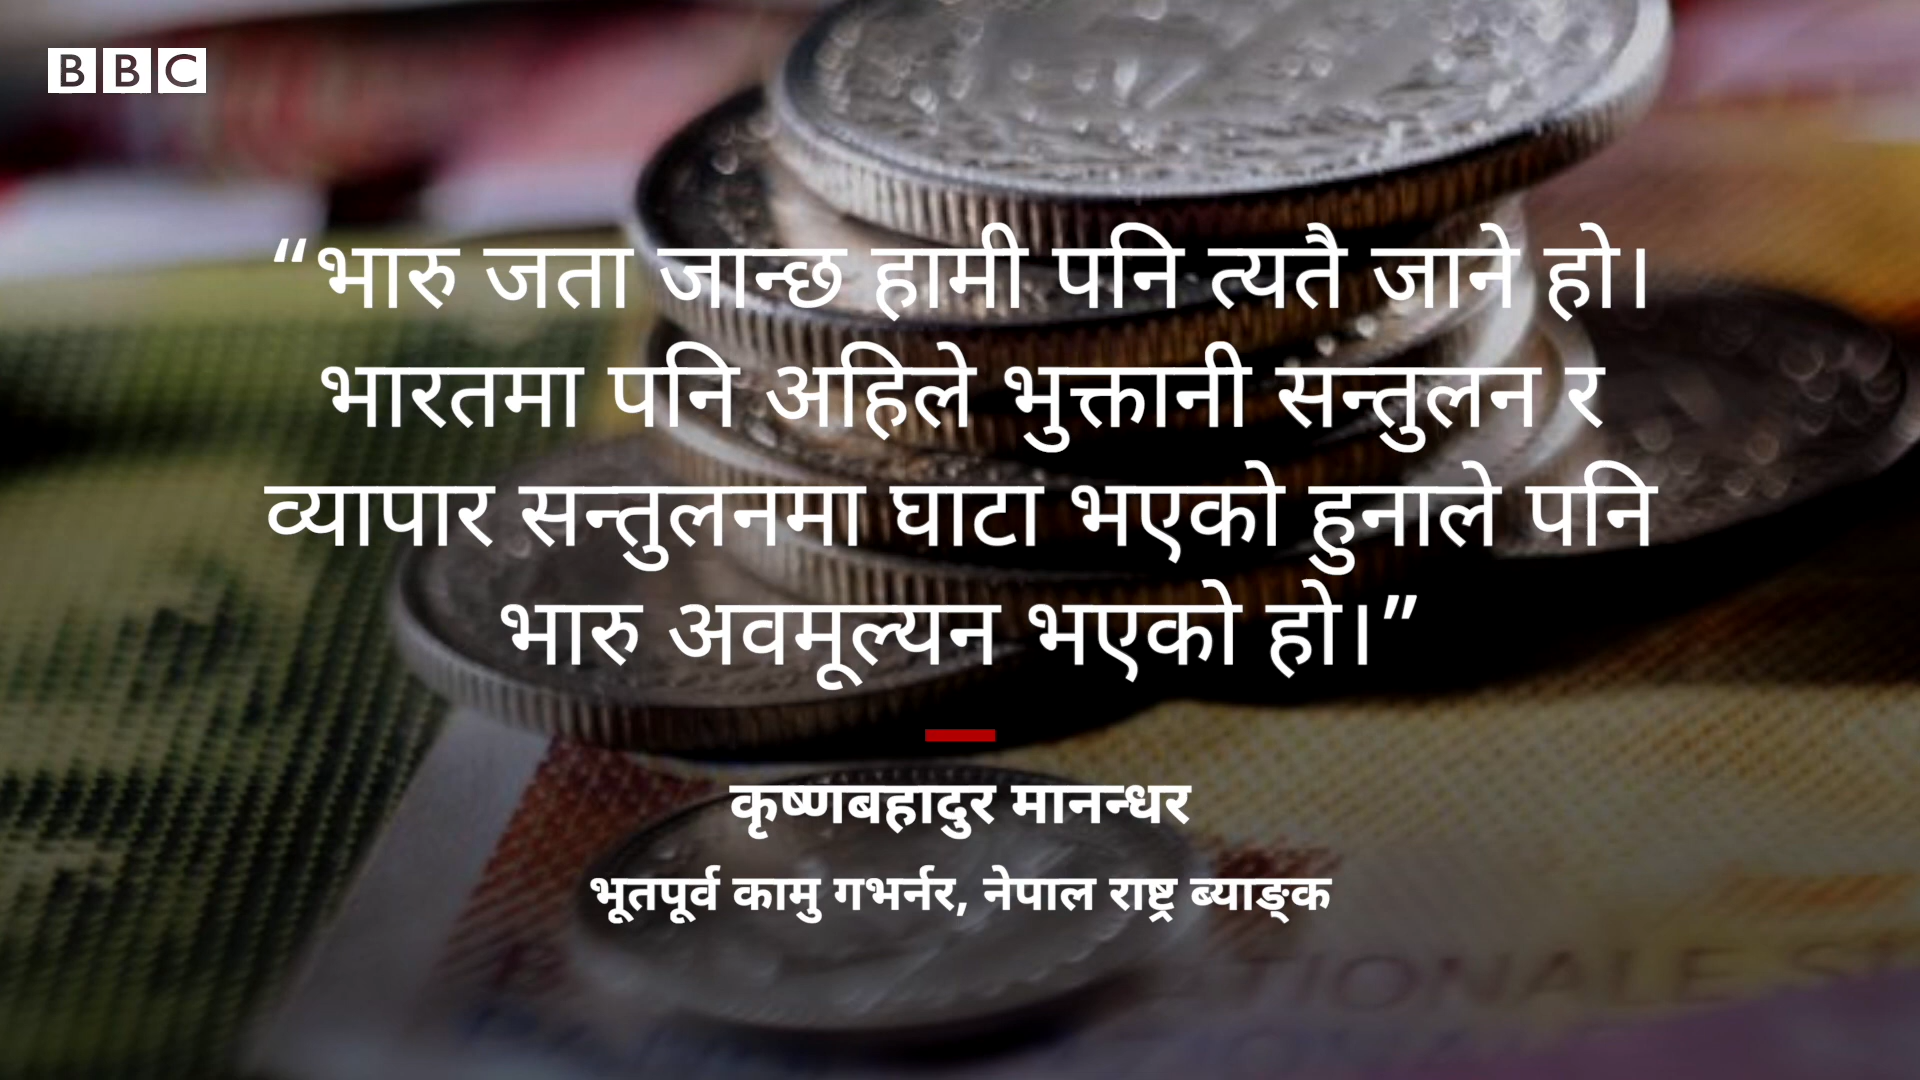 BBC
“भारु जता जान्छ हामी पनि त्यतै जाने हो।
भारतमा पनि अहिले भुक्तानी सन्तुलन र
व्यापार सन्तुलनमा घाटा भएको हुनाले पनि
भारु अवमूल्यन भएको हो।”
कृष्णबहादुर मानन्धर
भूतपूर्व कामु गभर्नर, नेपाल राष्ट्र ब्याङ्क